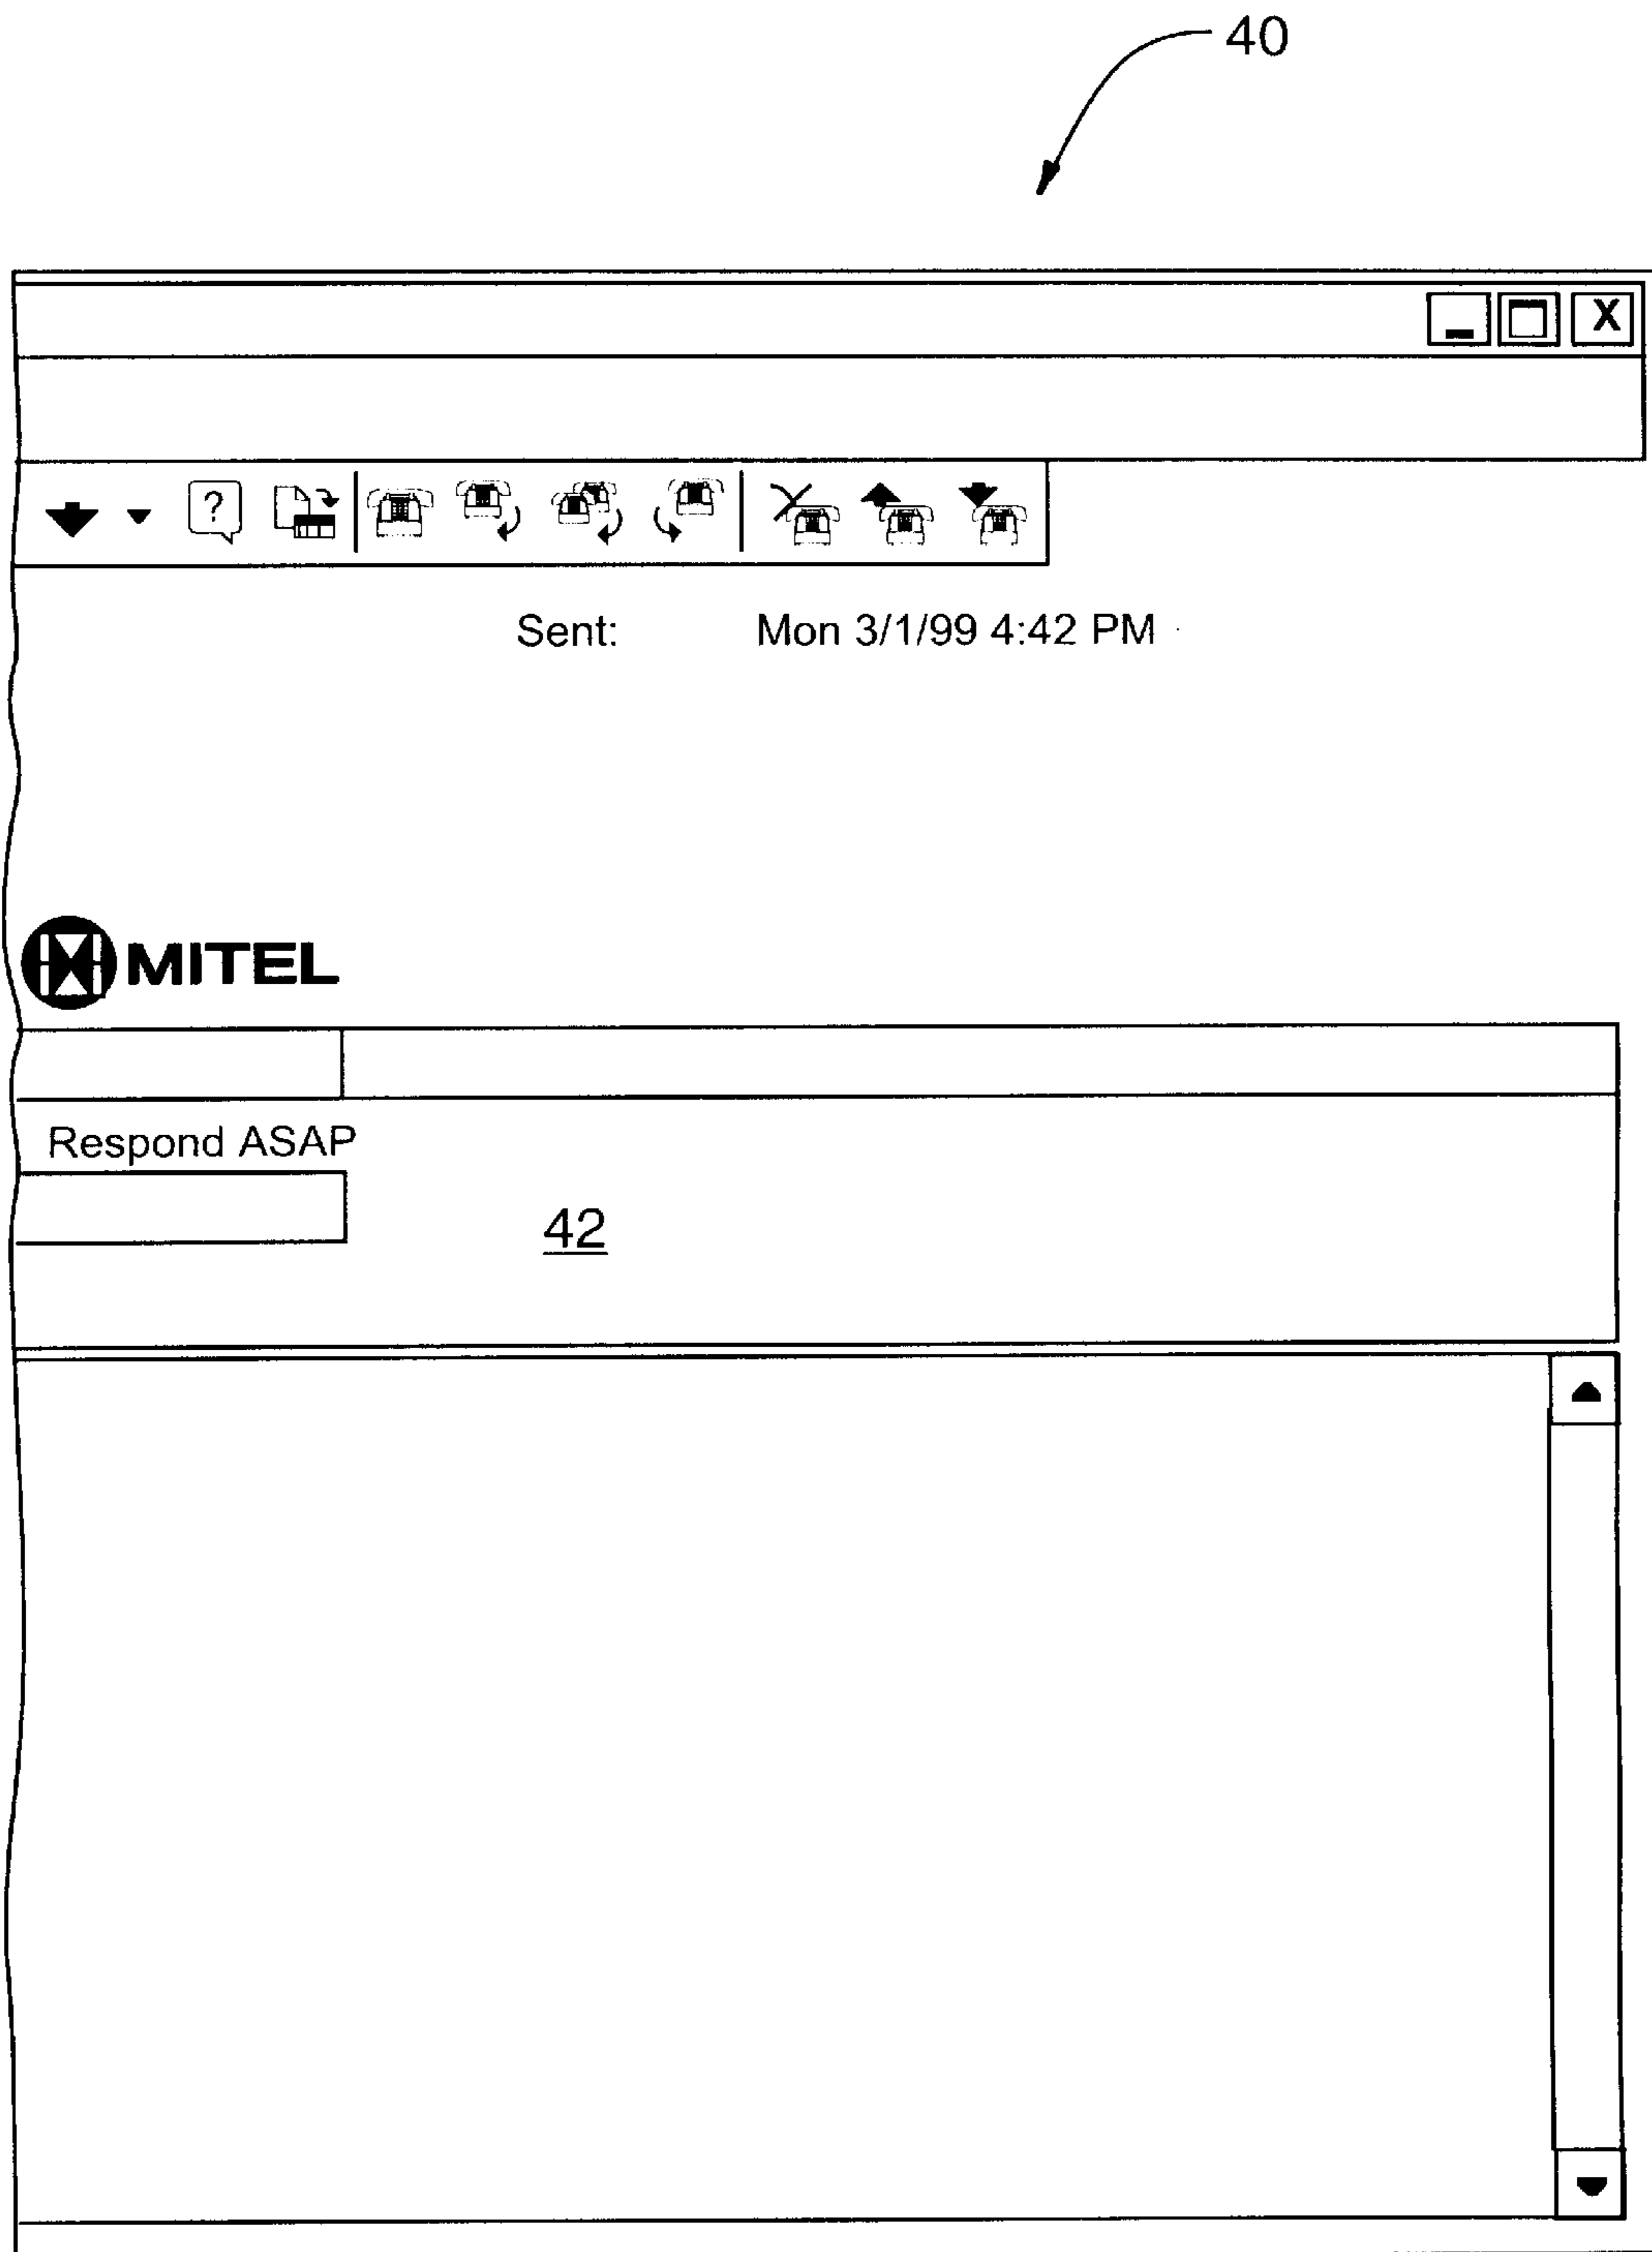 40
X
?
Sent: Mon 3/1/99 4:42 PM
MITEL
Respond ASAP
42